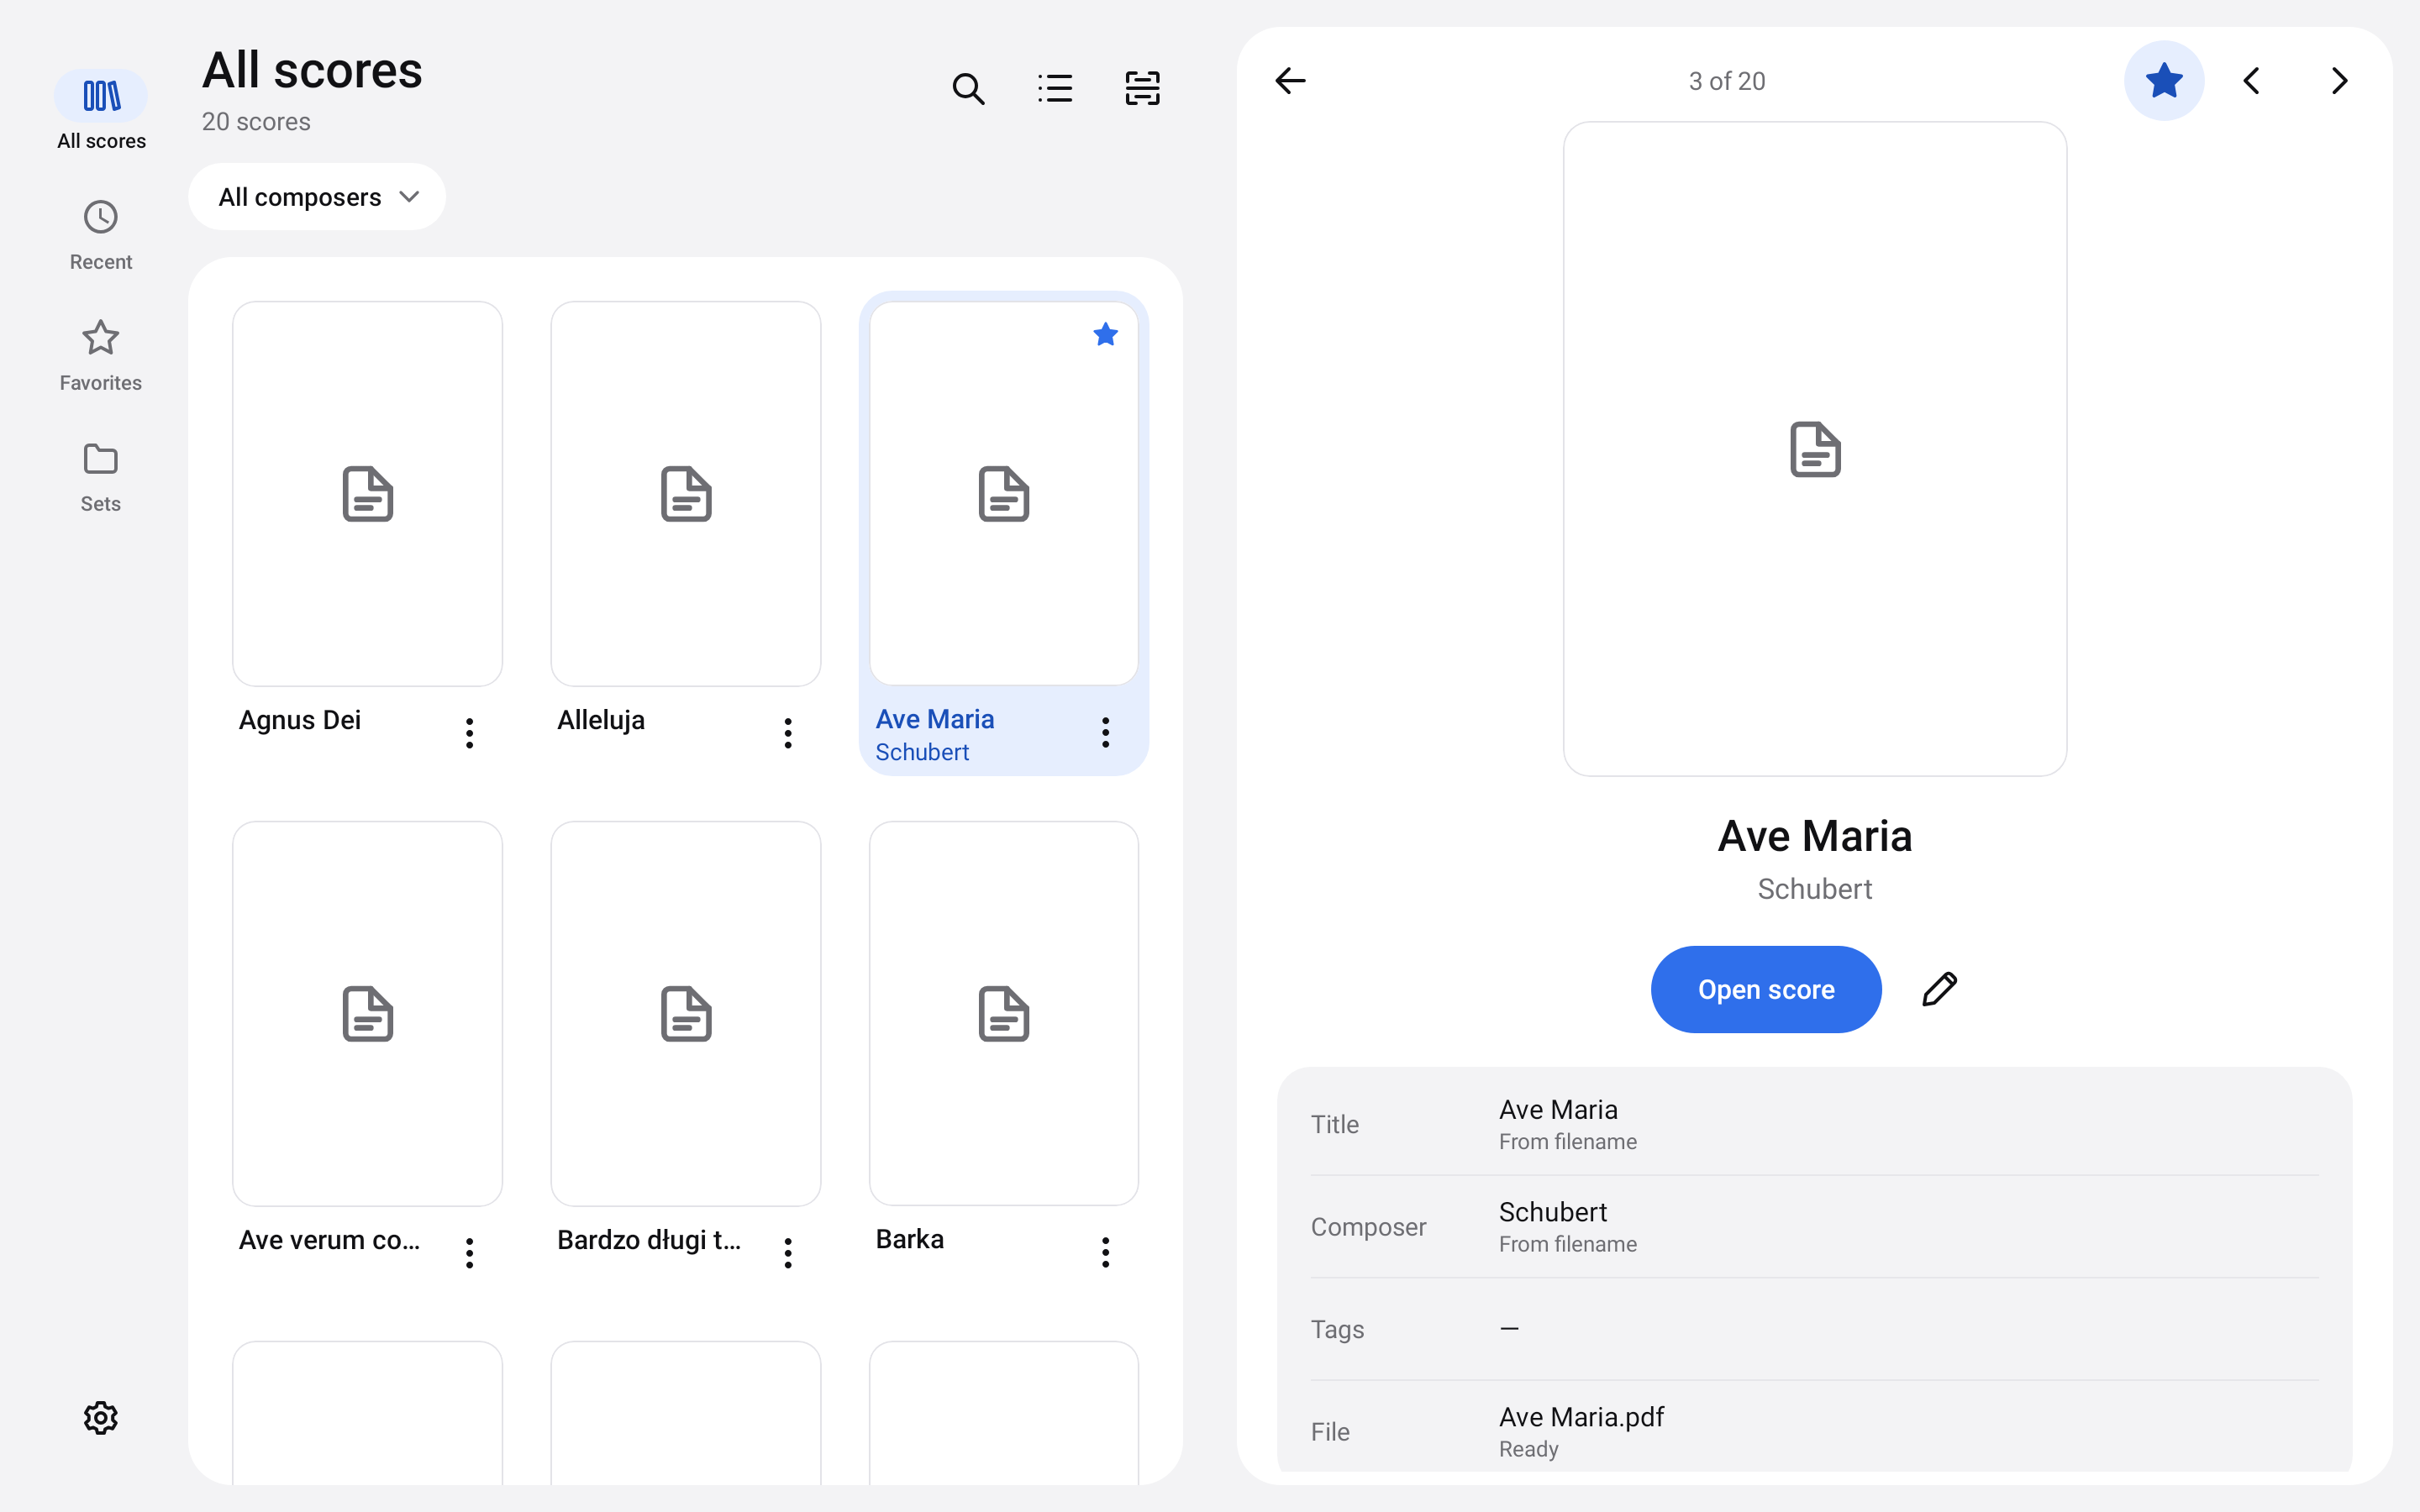 All scores
Recent
Favorites
Sets
All scores
20 scores
All composers
Agnus Dei
Alleluja
Ave Maria
Schubert
Ave verum co...
Bardzo długi t...
Barka
3 of 20
Ave Maria
Schubert
Open score
Title
Ave Maria
From filename
Composer
Schubert
From filename
Tags
—
File
Ave Maria.pdf
Ready